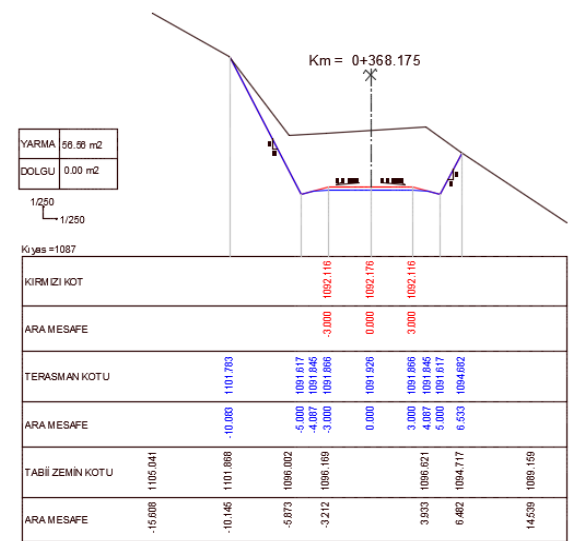 Km = 0+368.175
YARMA 56.56 m2
DOLGU 0.00 m2
1/250
1/250
Kıyas =1087
KIRMIZI KOT 1092.116 1092.176 1092.116
ARA MESAFE -3.000 0.000 3.000
TERASMAN KOTU 1101.783 1091.617 1091.845 1091.866 1091.926 1091.866 1091.845 1091.617 1094.682
ARA MESAFE -10.083 -5.000 -4.087 -3.000 0.000 3.000 4.087 5.000 6.533
TABİİ ZEMİN KOTU 1105.041 1101.868 1096.002 1096.169 1096.621 1094.717 1089.159
ARA MESAFE -15.608 -10.145 -5.873 -3.212 3.933 6.482 14.539